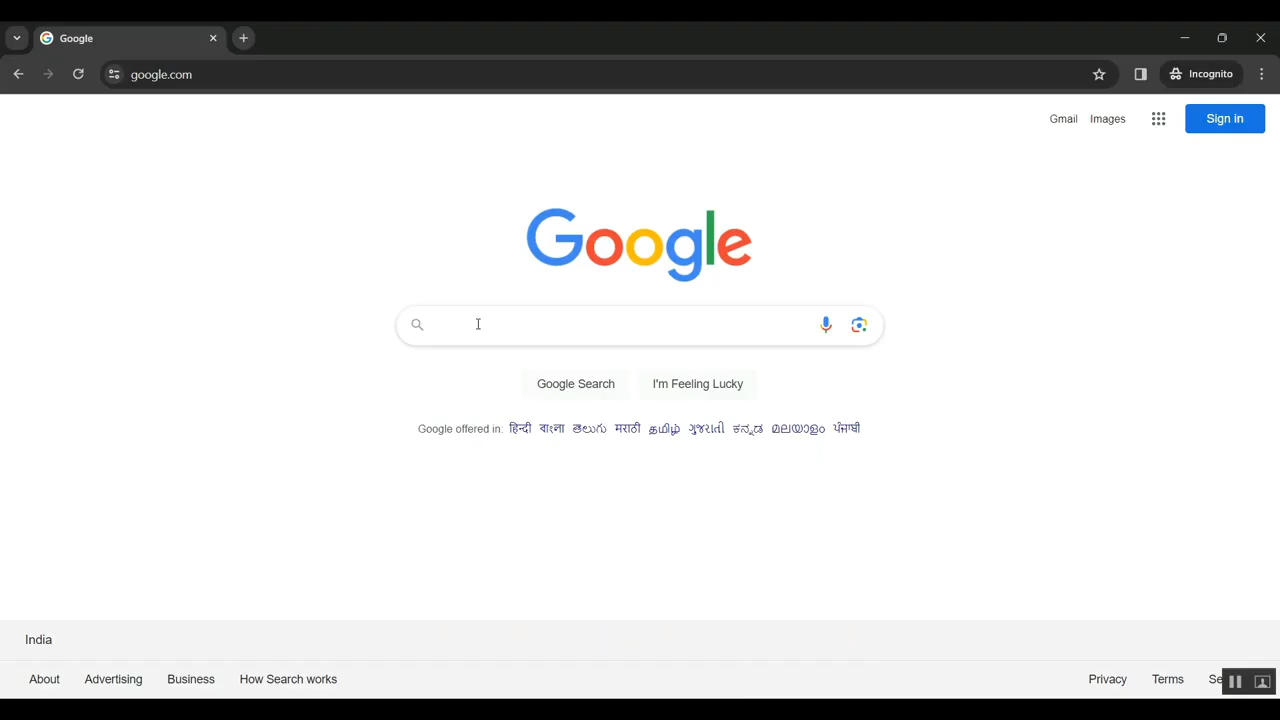 Google
google.com
Incognito
Gmail Images
Sign in
Google
Google Search I'm Feeling Lucky
Google offered in: हिन्दी বাংলা తెలుగు मराठी தமிழ் ગુજરાતી ಕನ್ನಡ മലയാളം ਪੰਜਾਬੀ
India
About Advertising Business How Search works Privacy Terms Se